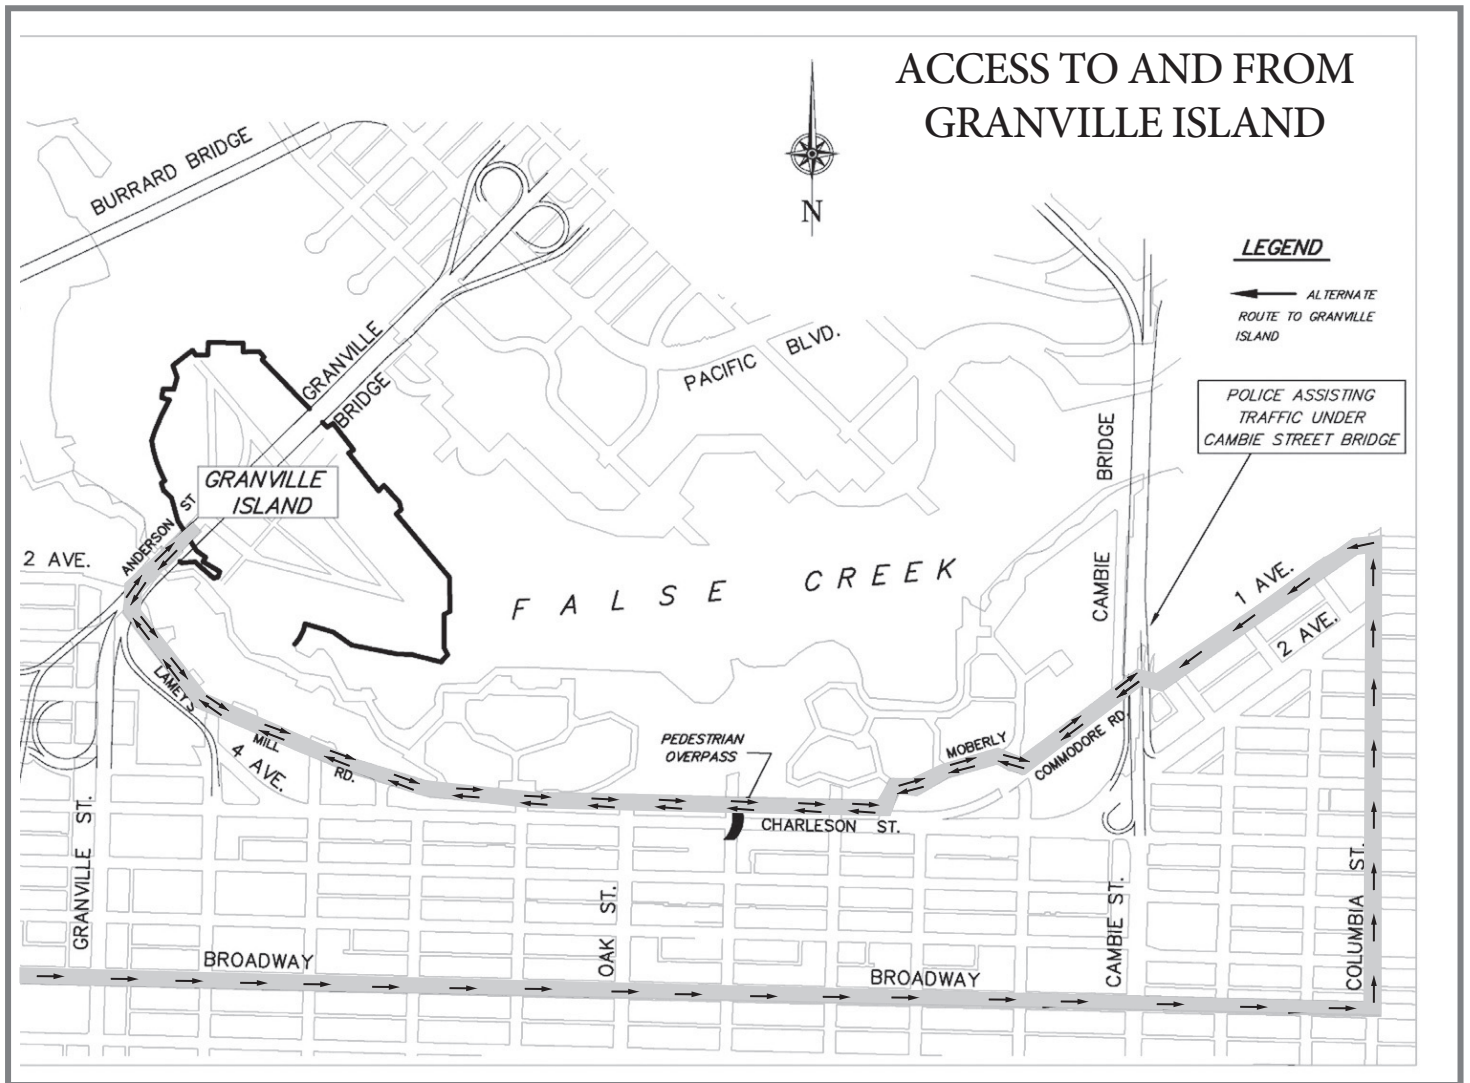 ACCESS TO AND FROM
GRANVILLE ISLAND
N
BURRARD BRIDGE
LEGEND
ALTERNATE
ROUTE TO GRANVILLE
ISLAND
GRANVILLE
BRIDGE
PACIFIC BLVD.
POLICE ASSISTING
TRAFFIC UNDER
CAMBIE STREET BRIDGE
CAMBIE BRIDGE
GRANVILLE
ISLAND
ANDERSON ST
2 AVE.
FALSE CREEK
1 AVE.
2 AVE.
LAMEY'S
MILL
RD.
4 AVE.
PEDESTRIAN
OVERPASS
MOBERLY
COMMODORE RD.
CHARLESON ST.
GRANVILLE ST.
OAK ST.
CAMBIE ST.
COLUMBIA ST.
BROADWAY
BROADWAY